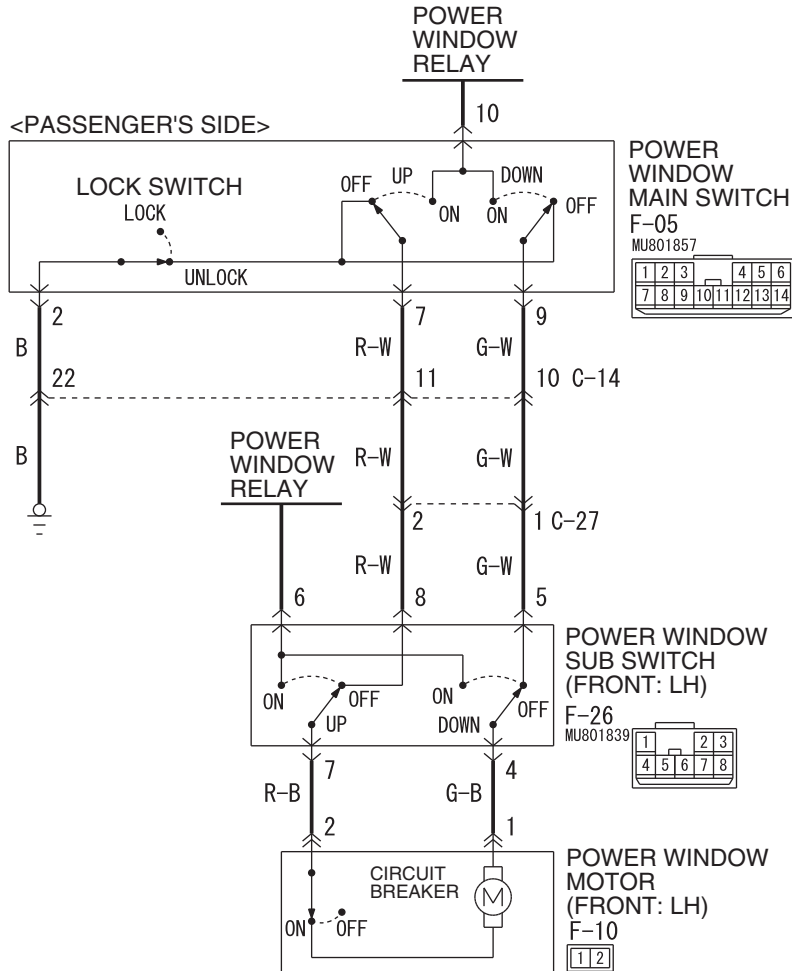 POWER
WINDOW
RELAY
10
<PASSENGER'S SIDE>
POWER
WINDOW
MAIN SWITCH
F-05
MU801857
1 2 3 4 5 6
7 8 9 10 11 12 13 14
LOCK SWITCH
LOCK
UNLOCK
OFF UP ON ON DOWN OFF
2 7 9
B R-W G-W
22 11 10 C-14
B R-W G-W
POWER
WINDOW
RELAY
2 1 C-27
R-W G-W
6 8 5
POWER WINDOW
SUB SWITCH
(FRONT: LH)
F-26
MU801839
1 2 3
4 5 6 7 8
ON OFF ON OFF
UP DOWN
7 4
R-B G-B
2 1
POWER WINDOW
MOTOR
(FRONT: LH)
F-10
1 2
CIRCUIT
BREAKER
M
ON OFF